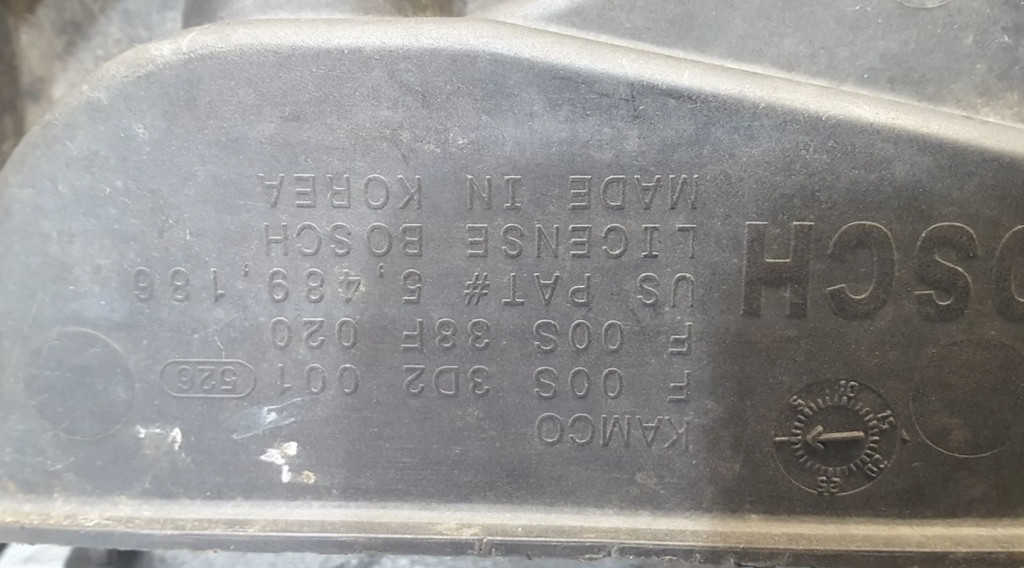 KAMCO
F 00S 3D2 001 526
F 00S 38F 020
US PAT# 5,489,186
LICENSE BOSCH
MADE IN KOREA
OSCH